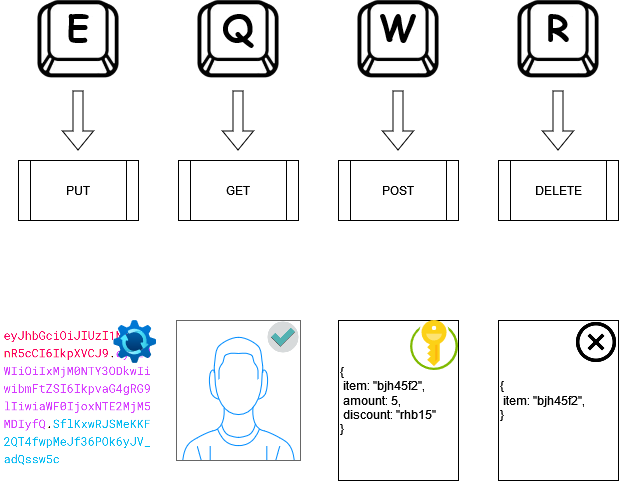 E Q W R
PUT GET POST DELETE
eyJhbGciOiJIUzI1
nR5cCI6IkpXVCJ9.
WIiOiIxMjM0NTY3ODkwIi
wibmFtZSI6IkpvaG4gRG9
lIiwiaWF0IjoxNTE2MjM5
MDIyfQ.SflKxwRJSMeKKF
2QT4fwpMeJf36POk6yJV_
adQssw5c
{
item: "bjh45f2",
amount: 5,
discount: "rhb15"
}
{
item: "bjh45f2",
}